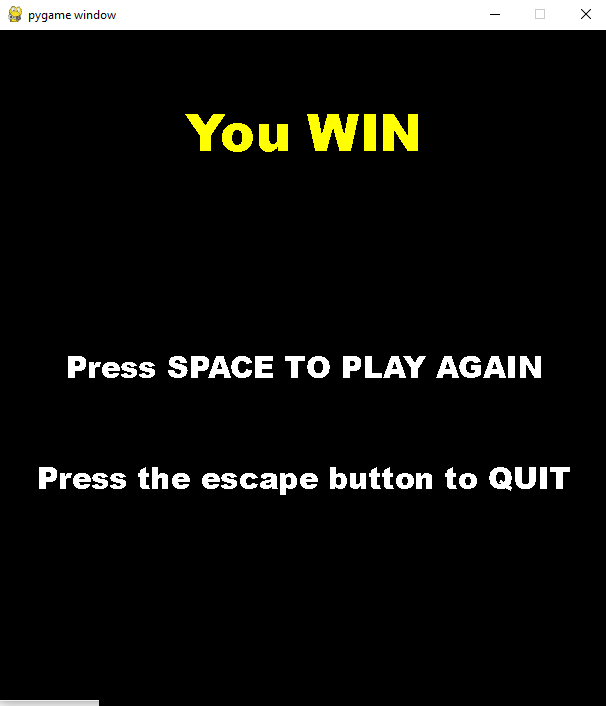 pygame window
You WIN
Press SPACE TO PLAY AGAIN
Press the escape button to QUIT